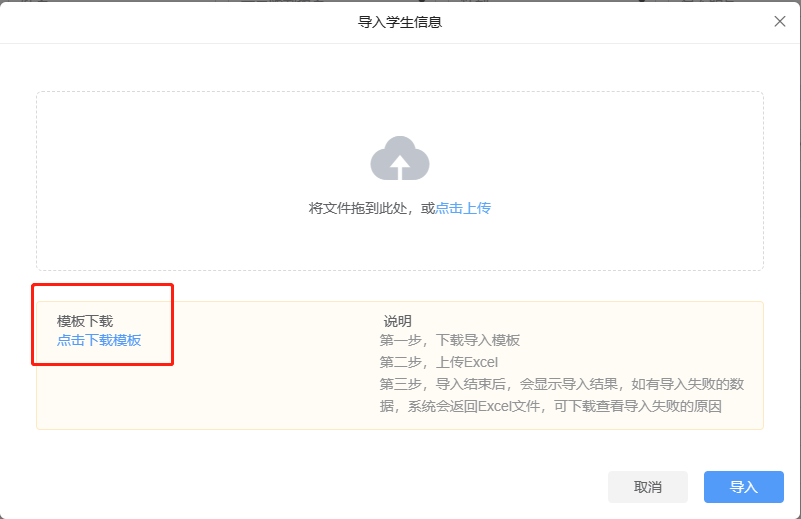 导入学生信息
将文件拖到此处，或点击上传
模板下载
点击下载模板
说明
第一步，下载导入模板
第二步，上传Excel
第三步，导入结束后，会显示导入结果，如有导入失败的数
据，系统会返回Excel文件，可下载查看导入失败的原因
取消
导入